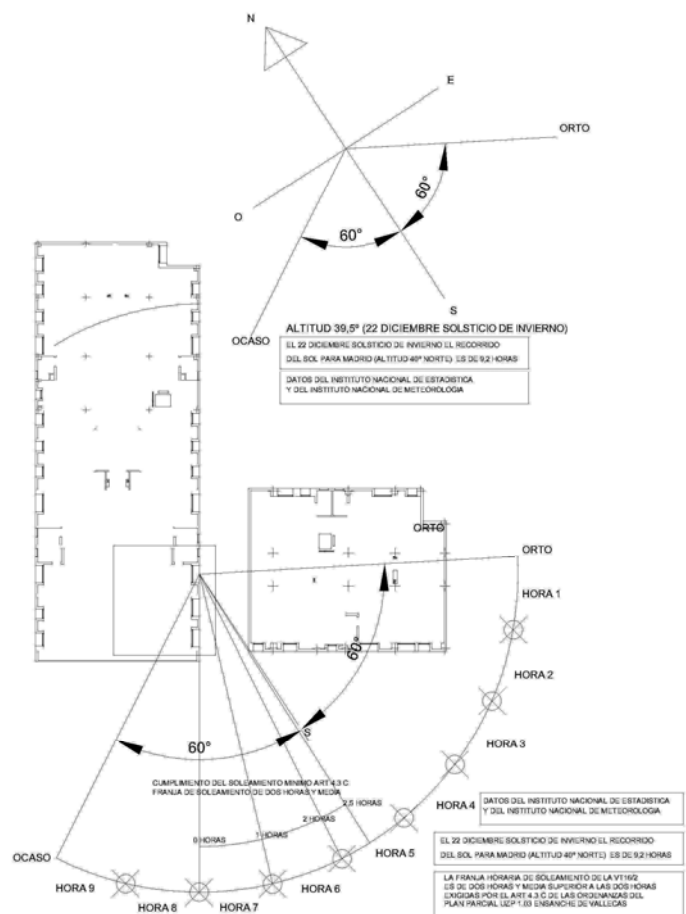 N
E
ORTO
60°
60°
O
S
OCASO
ALTITUD 39,5º (22 DICIEMBRE SOLSTICIO DE INVIERNO)
EL 22 DICIEMBRE SOLSTICIO DE INVIERNO EL RECORRIDO
DEL SOL PARA MADRID (ALTITUD 40º NORTE) ES DE 9,2 HORAS
DATOS DEL INSTITUTO NACIONAL DE ESTADISTICA
Y DEL INSTITUTO NACIONAL DE METEOROLOGIA
ORTO
ORTO
HORA 1
HORA 2
60°
HORA 3
S
60°
CUMPLIMIENTO DEL SOLEAMIENTO MINIMO ART 4.3 C
FRANJA DE SOLEAMIENTO DE DOS HORAS Y MEDIA
2,5 HORAS
2 HORAS
1 HORAS
0 HORAS
HORA 4
DATOS DEL INSTITUTO NACIONAL DE ESTADISTICA
Y DEL INSTITUTO NACIONAL DE METEOROLOGIA
HORA 5
EL 22 DICIEMBRE SOLSTICIO DE INVIERNO EL RECORRIDO
DEL SOL PARA MADRID (ALTITUD 40º NORTE) ES DE 9,2 HORAS
OCASO
HORA 6
HORA 7
HORA 8
HORA 9
LA FRANJA HORARIA DE SOLEAMIENTO DE LA VT16/2
ES DE DOS HORAS Y MEDIA SUPERIOR A LAS DOS HORAS
EXIGIDAS POR EL ART 4.3 C DE LAS ORDENANZAS DEL
PLAN PARCIAL UZP 1.03 ENSANCHE DE VALLECAS